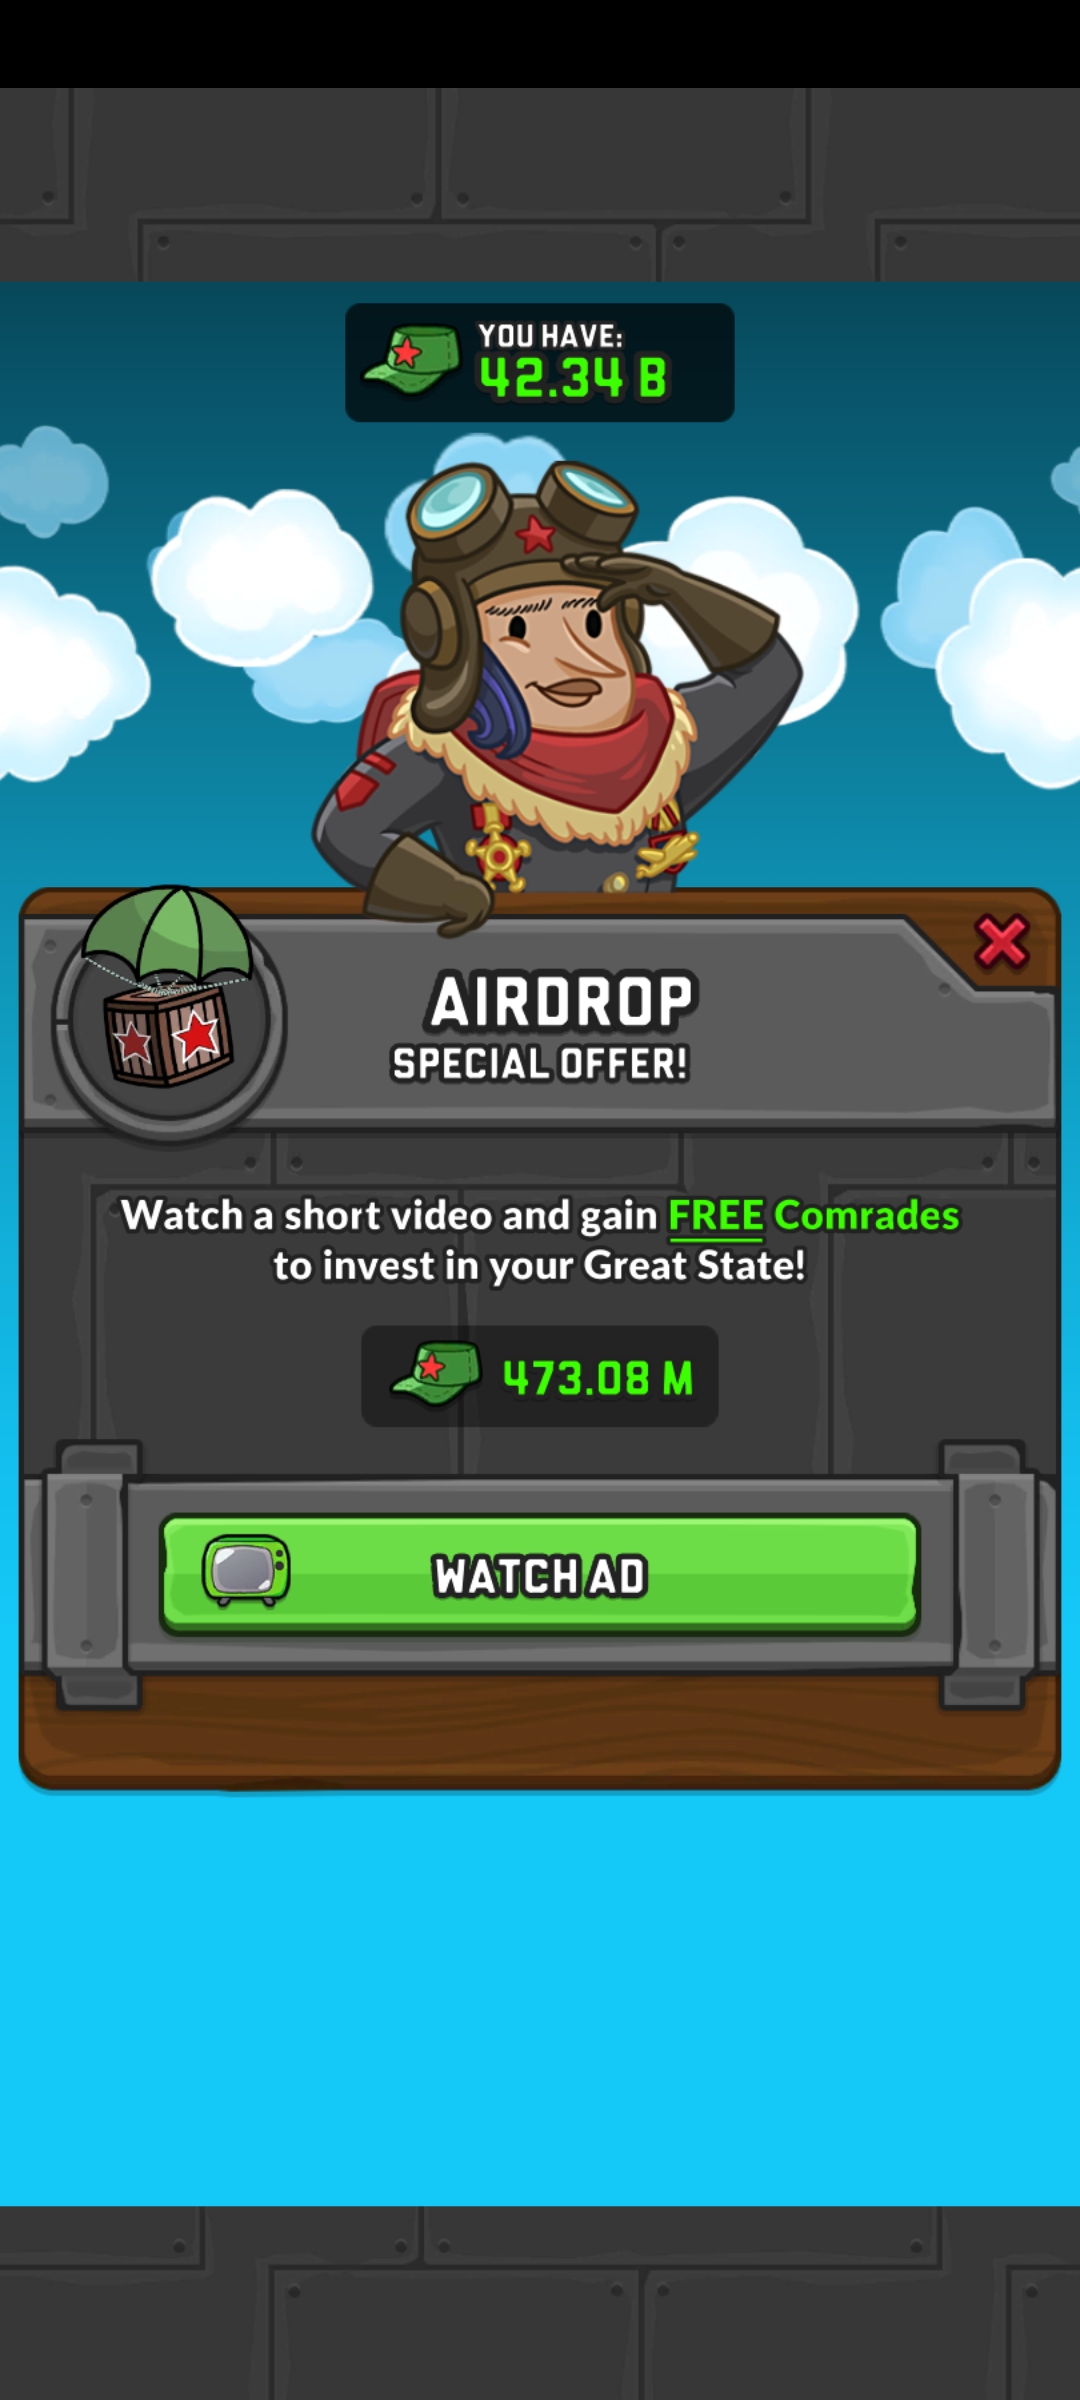 YOU HAVE:
42.34 B
AIRDROP
SPECIAL OFFER!
Watch a short video and gain FREE Comrades
to invest in your Great State!
473.08 M
WATCH AD